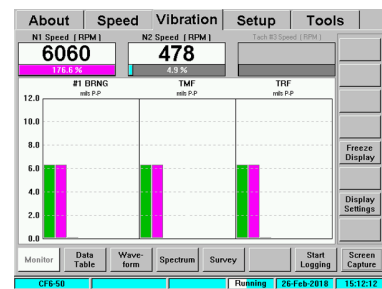 About Speed Vibration Setup Tools
N1 Speed [ RPM ] N2 Speed [ RPM ] Tach #3 Speed [ RPM ]
6060 478
176.6 % 4.9 %
#1 BRNG TMF TRF
mils P-P mils P-P mils P-P
12.0
10.0
8.0
6.0
4.0
2.0
0.0
Freeze
Display
Display
Settings
Monitor Data Table Wave-form Spectrum Survey Start Logging Screen Capture
CF6-50 Running 26-Feb-2018 15:12:12